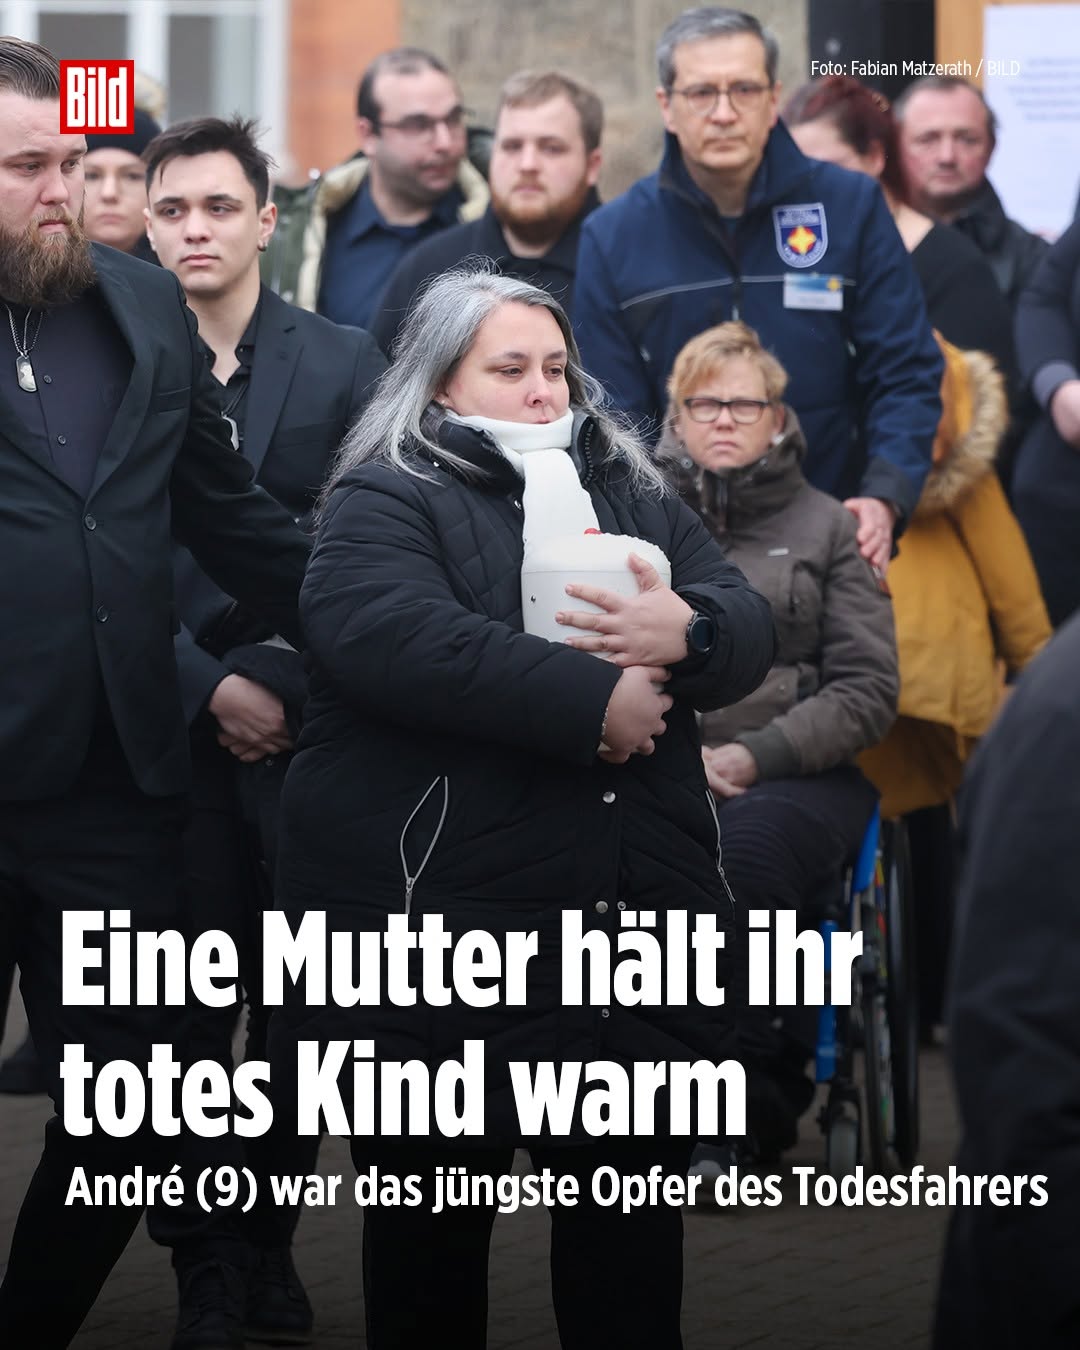 Bild
Foto: Fabian Matzerath / BILD
Eine Mutter hält ihr
totes Kind warm
André (9) war das jüngste Opfer des Todesfahrers